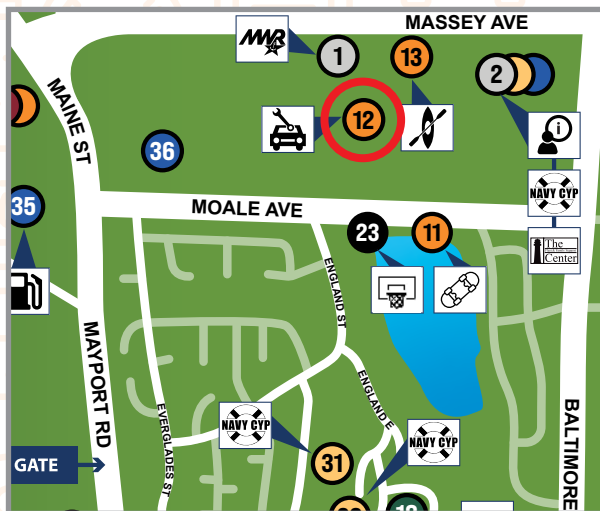 MASSEY AVE
MWR
1
13
2
12
MAINE ST
36
i
NAVY CYP
35
MOALE AVE
23
11
The
Center
ENGLAND ST
MAYPORT RD
ENGLAND E
EVERGLADES ST
NAVY CYP
NAVY CYP
BALTIMORE
31
GATE